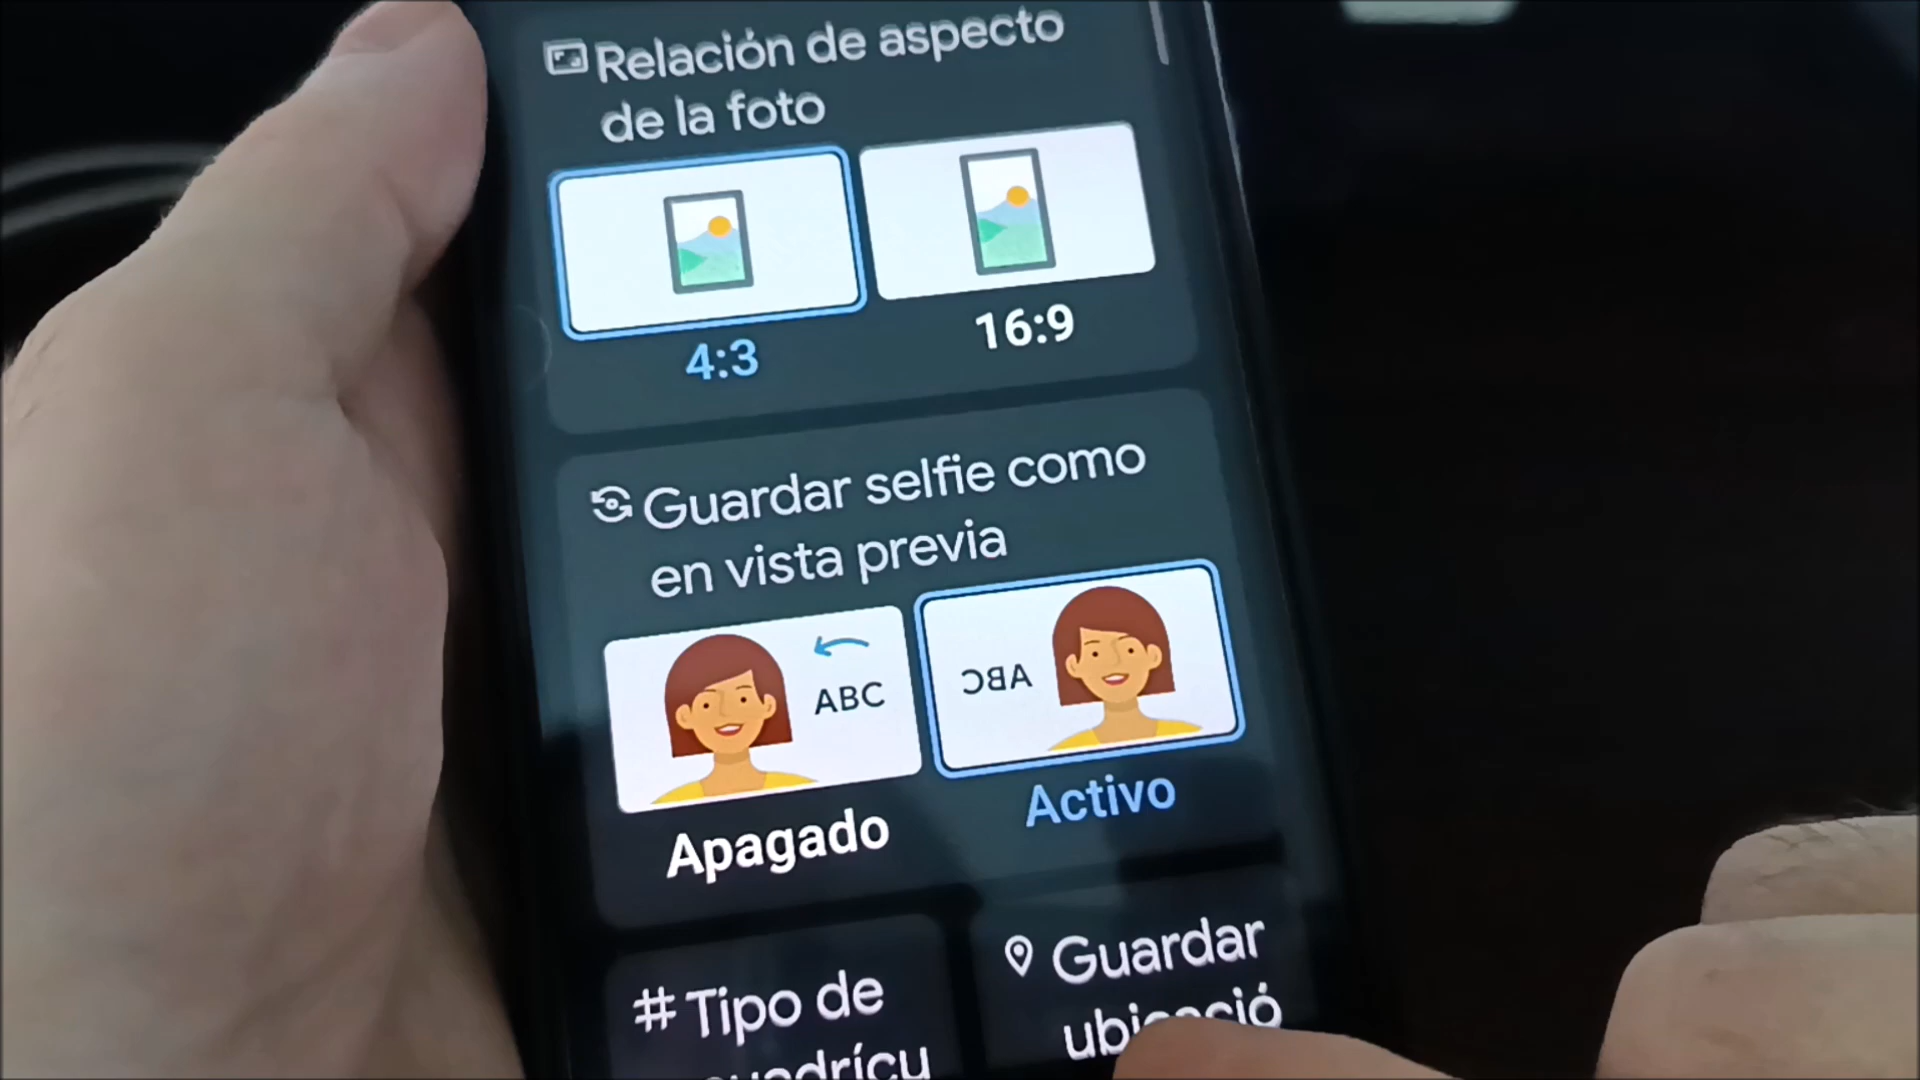 Relación de aspecto
de la foto
4:3
16:9
Guardar selfie como
en vista previa
ABC
ABC
Apagado
Activo
Tipo de
Guardar